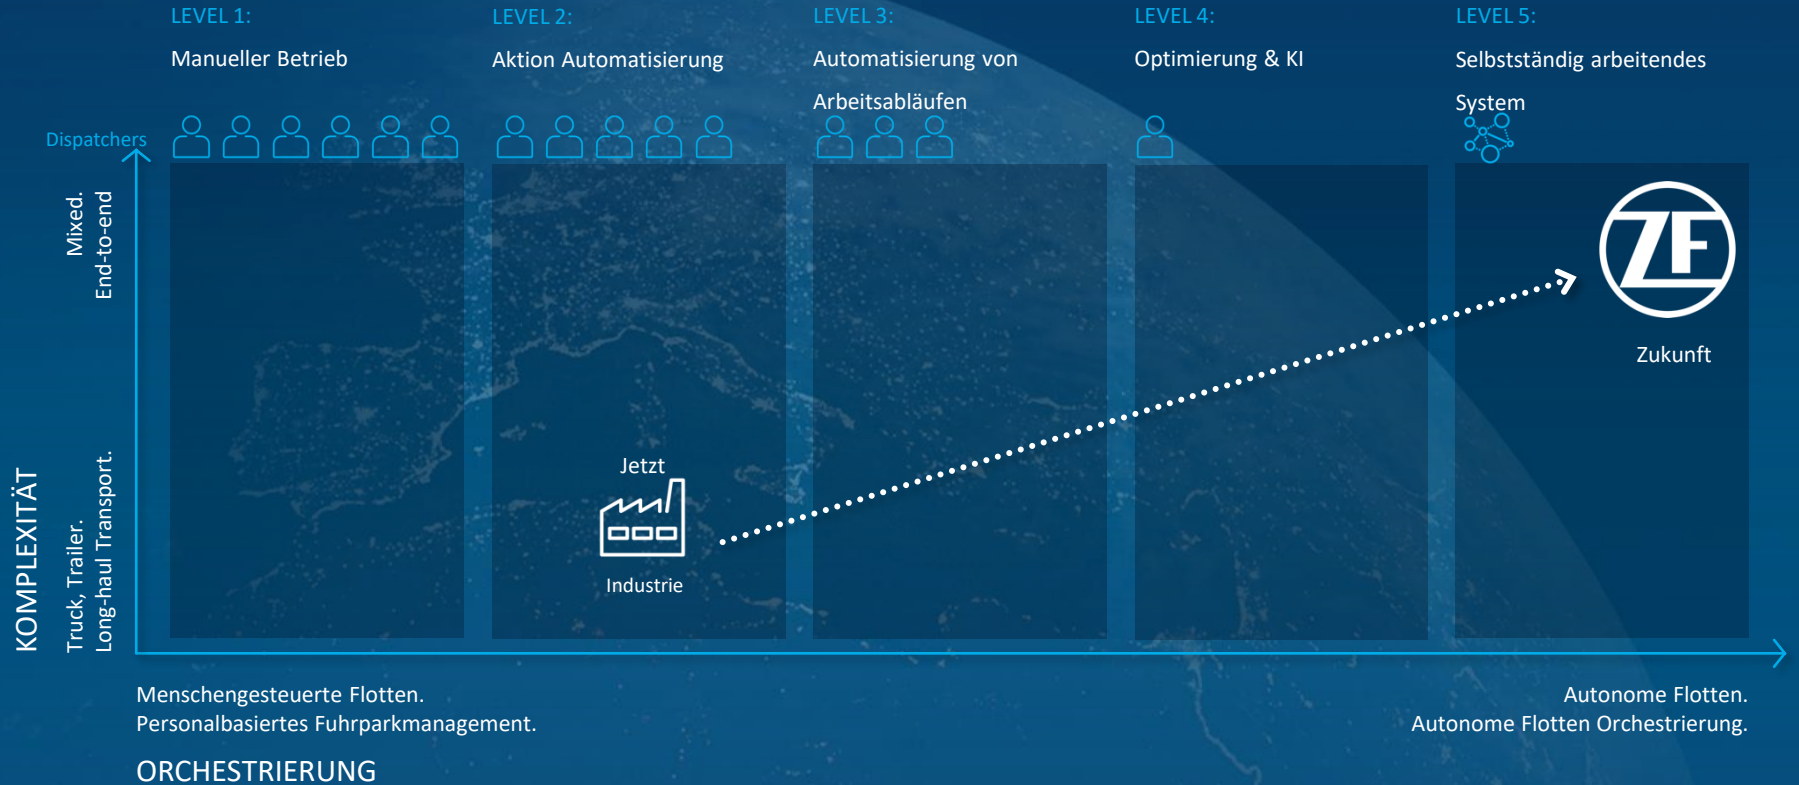 LEVEL 1:
Manueller Betrieb
LEVEL 2:
Aktion Automatisierung
LEVEL 3:
Automatisierung von
Arbeitsabläufen
LEVEL 4:
Optimierung & KI
LEVEL 5:
Selbstständig arbeitendes
System
Dispatchers
Mixed.
End-to-end
KOMPLEXITÄT
Truck, Trailer.
Long-haul Transport.
Jetzt
Industrie
ZF
Zukunft
Menschengesteuerte Flotten.
Personalbasiertes Fuhrparkmanagement.
Autonome Flotten.
Autonome Flotten Orchestrierung.
ORCHESTRIERUNG